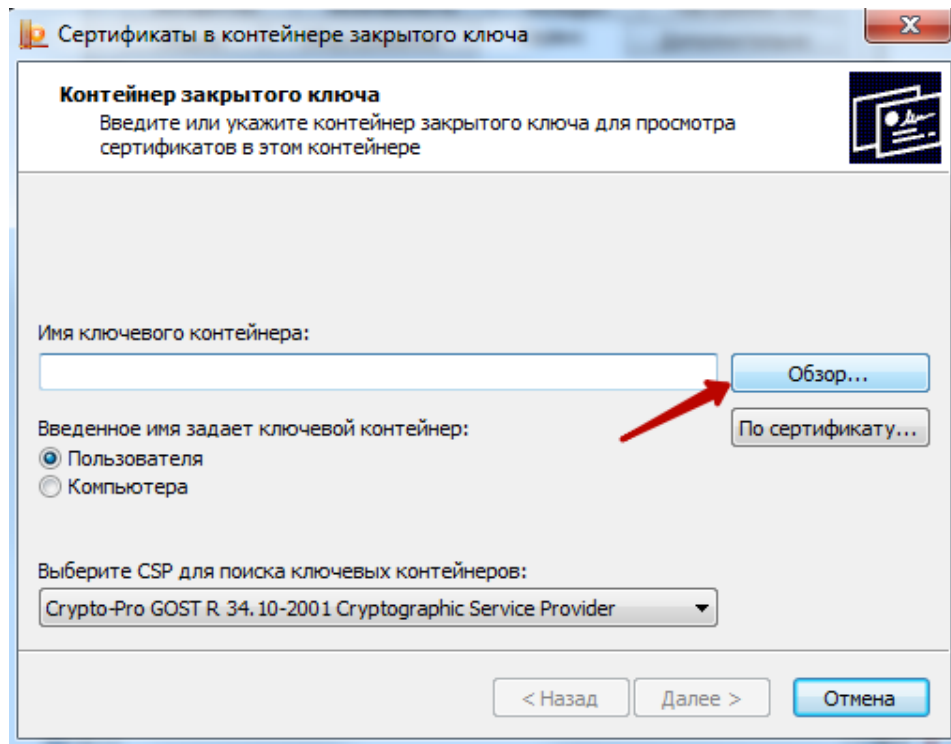 Сертификаты в контейнере закрытого ключа
Контейнер закрытого ключа
Введите или укажите контейнер закрытого ключа для просмотра
сертификатов в этом контейнере
Имя ключевого контейнера:
Обзор...
Введенное имя задает ключевой контейнер:
По сертификату...
Пользователя
Компьютера
Выберите CSP для поиска ключевых контейнеров:
Crypto-Pro GOST R 34.10-2001 Cryptographic Service Provider
< Назад
Далее >
Отмена